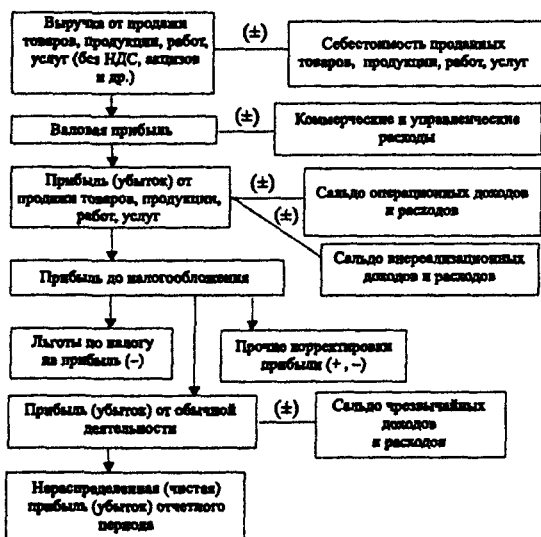 Выручка от продажи
товаров, продукции, работ,
услуг (без НДС, акцизов
и др.)
(±)
Себестоимость проданных
товаров, продукции, работ, услуг
Валовая прибыль
(±)
Коммерческие и управленческие
расходы
Прибыль (убыток) от
продажи товаров, продукции,
работ, услуг
(±)
Сальдо операционных доходов
и расходов
(±)
Сальдо внереализационных
доходов и расходов
Прибыль до налогообложения
Льготы по налогу
на прибыль (–)
Прочие корректировки
прибыли (+ , –)
Прибыль (убыток) от обычной
деятельности
(±)
Сальдо чрезвычайных
доходов
и расходов
Нераспределенная (чистая)
прибыль (убыток) отчетного
периода